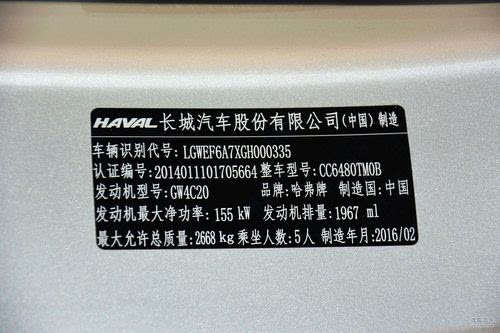 HAVAL 长城汽车股份有限公司(中国) 制造
车辆识别代号: LGWEF6A7XGH000335
认证编号: 2014011101705664 整车型号: CC6480TM0B
发动机型号: GW4C20 品牌: 哈弗牌 制造国: 中国
发动机最大净功率: 155 kW 发动机排量: 1967 ml
最大允许总质量: 2668 kg 乘坐人数: 5人 制造年月: 2016/02